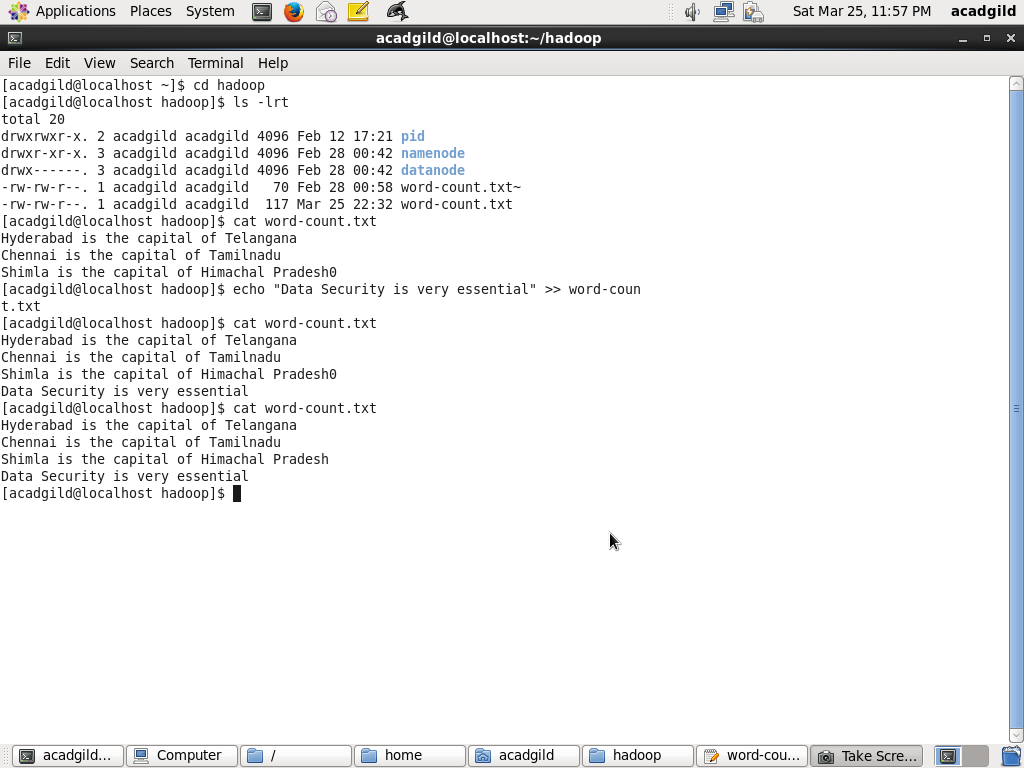 Applications Places System Sat Mar 25, 11:57 PM acadgild
acadgild@localhost:~/hadoop
File Edit View Search Terminal Help
[acadgild@localhost ~]$ cd hadoop
[acadgild@localhost hadoop]$ ls -lrt
total 20
drwxrwxr-x. 2 acadgild acadgild 4096 Feb 12 17:21 pid
drwxr-xr-x. 3 acadgild acadgild 4096 Feb 28 00:42 namenode
drwx------. 3 acadgild acadgild 4096 Feb 28 00:42 datanode
-rw-rw-r--. 1 acadgild acadgild   70 Feb 28 00:58 word-count.txt~
-rw-rw-r--. 1 acadgild acadgild  117 Mar 25 22:32 word-count.txt
[acadgild@localhost hadoop]$ cat word-count.txt
Hyderabad is the capital of Telangana
Chennai is the capital of Tamilnadu
Shimla is the capital of Himachal Pradesh0
[acadgild@localhost hadoop]$ echo "Data Security is very essential" >> word-coun
t.txt
[acadgild@localhost hadoop]$ cat word-count.txt
Hyderabad is the capital of Telangana
Chennai is the capital of Tamilnadu
Shimla is the capital of Himachal Pradesh0
Data Security is very essential
[acadgild@localhost hadoop]$ cat word-count.txt
Hyderabad is the capital of Telangana
Chennai is the capital of Tamilnadu
Shimla is the capital of Himachal Pradesh
Data Security is very essential
[acadgild@localhost hadoop]$
acadgild... Computer / home acadgild hadoop word-cou... Take Scre...